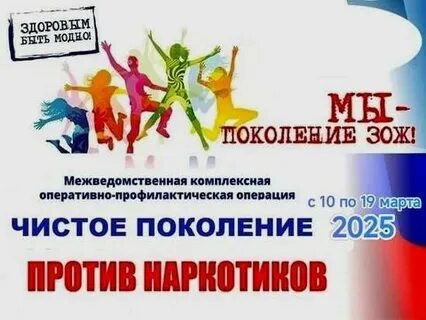 ЗДОРОВЫМ
БЫТЬ МОДНО!
МЫ-
ПОКОЛЕНИЕ ЗОЖ!
Межведомственная комплексная
оперативно-профилактическая операция
с 10 по 19 марта
ЧИСТОЕ ПОКОЛЕНИЕ 2025
ПРОТИВ НАРКОТИКОВ